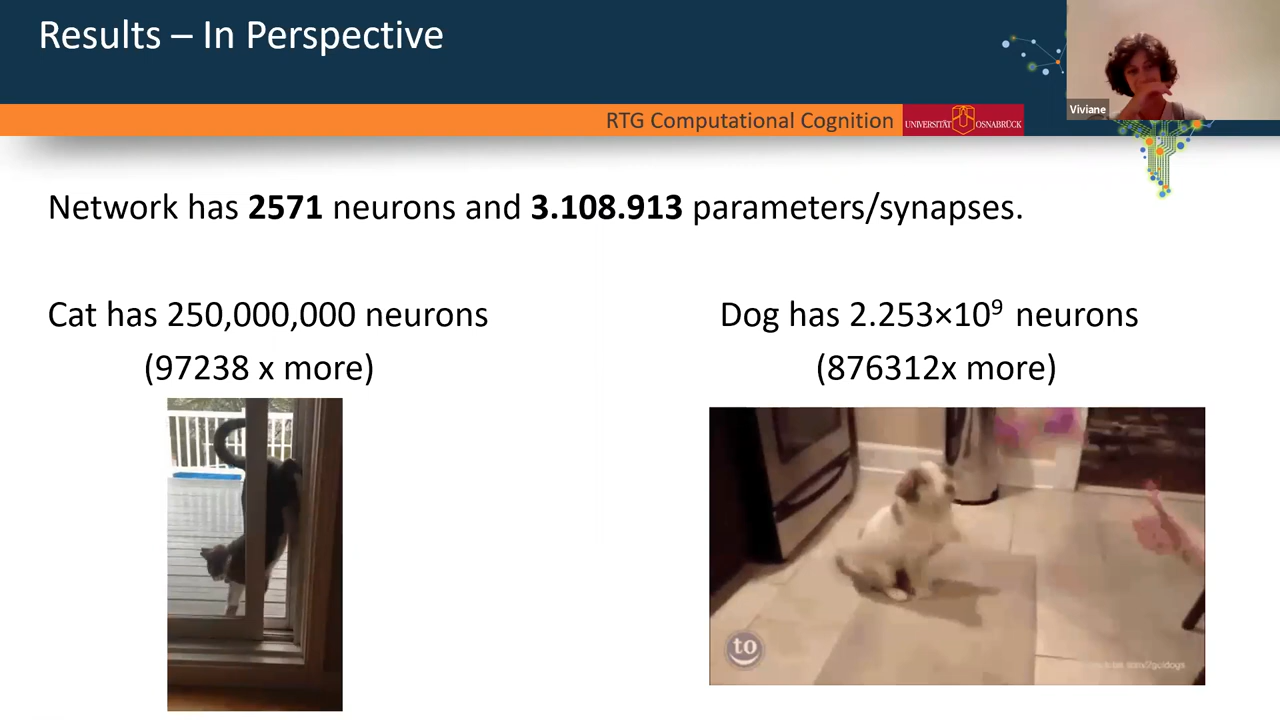 Results – In Perspective
Viviane
RTG Computational Cognition
UNIVERSITÄT OSNABRÜCK
Network has 2571 neurons and 3.108.913 parameters/synapses.
Cat has 250,000,000 neurons
(97238 x more)
Dog has 2.253×10⁹ neurons
(876312x more)
to